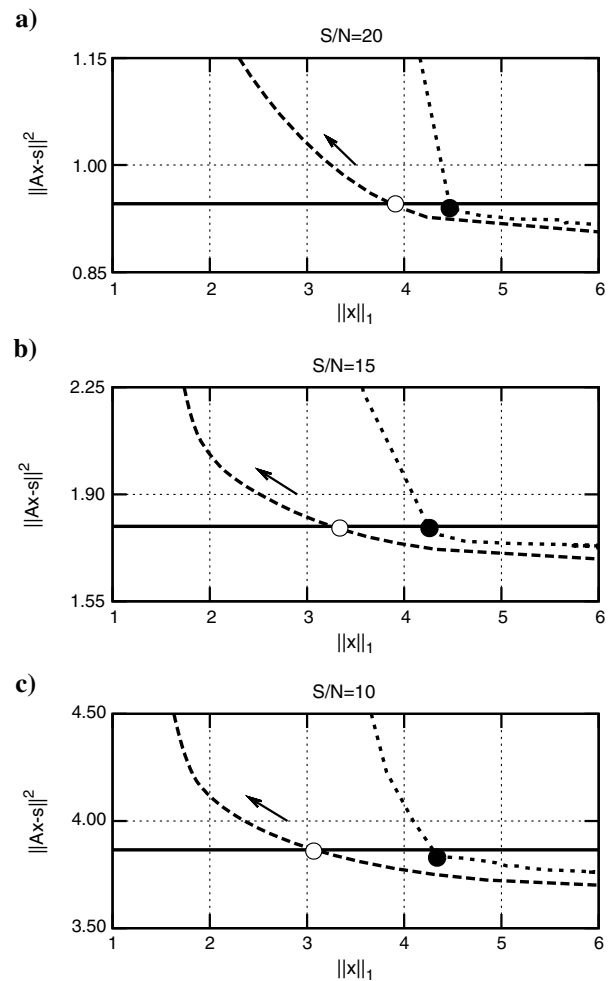 a)
S/N=20
1.15
1.00
0.85
||Ax-s||²
1 2 3 4 5 6
||x||₁
b)
S/N=15
2.25
1.90
1.55
||Ax-s||²
1 2 3 4 5 6
||x||₁
c)
S/N=10
4.50
4.00
3.50
||Ax-s||²
1 2 3 4 5 6
||x||₁